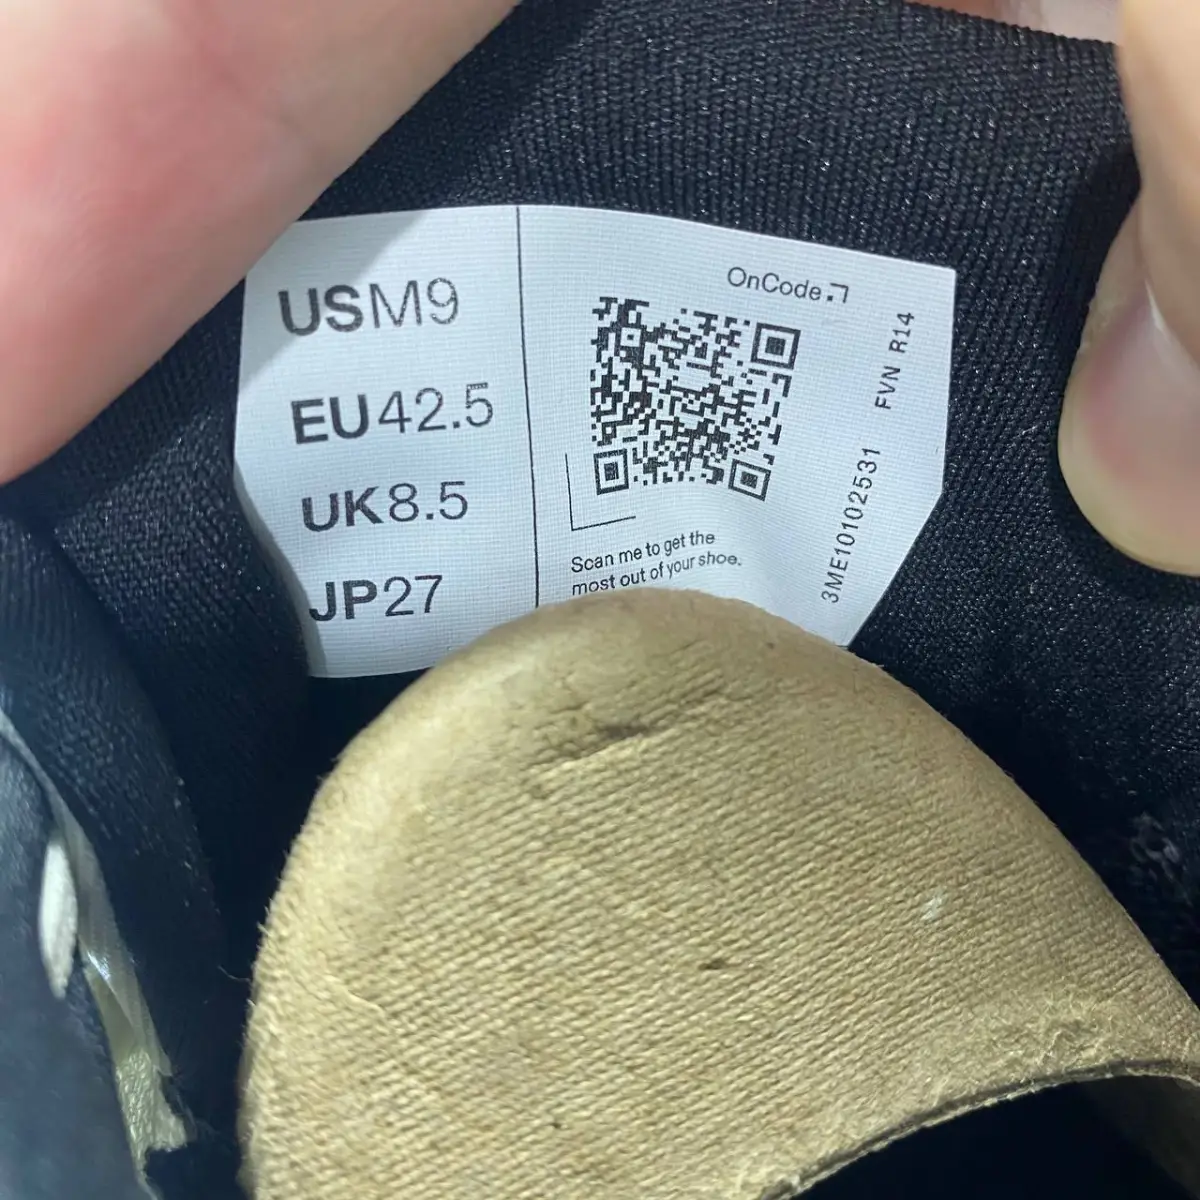 USM9
EU42.5
UK8.5
JP27
OnCode
Scan me to get the
most out of your shoe.
3ME10102531 FVN R14